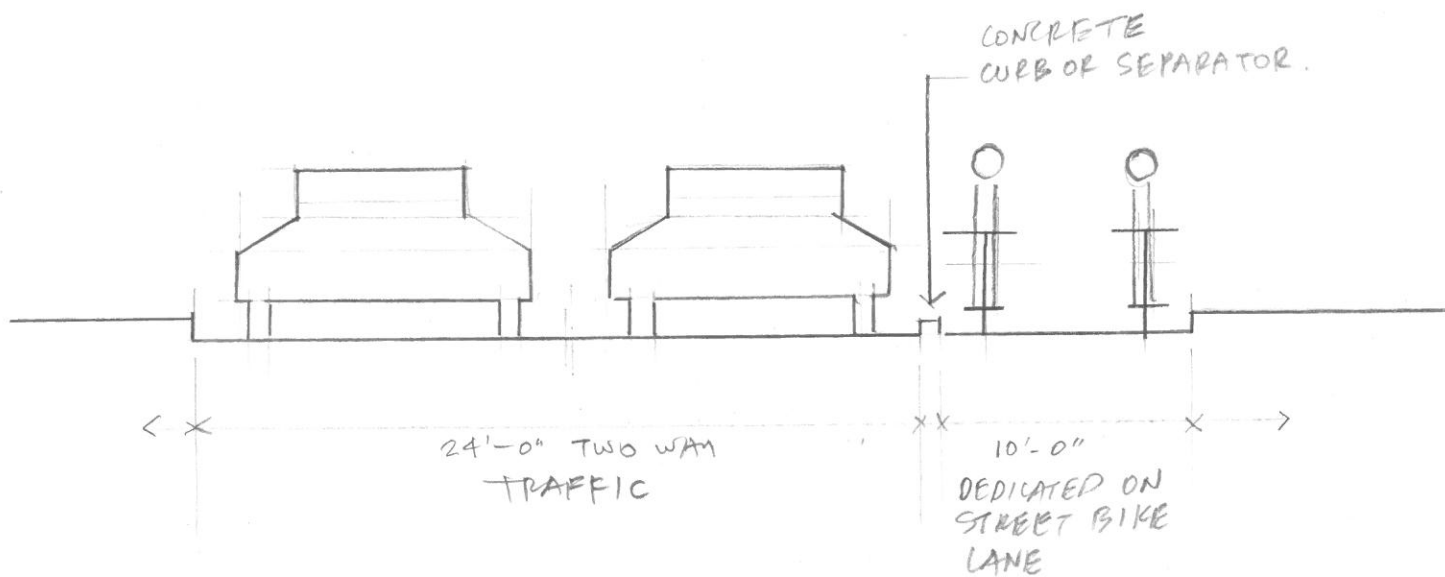 CONCRETE
CURB OR SEPARATOR.
24'-0" TWO WAY
TRAFFIC
10'-0"
DEDICATED ON
STREET BIKE
LANE